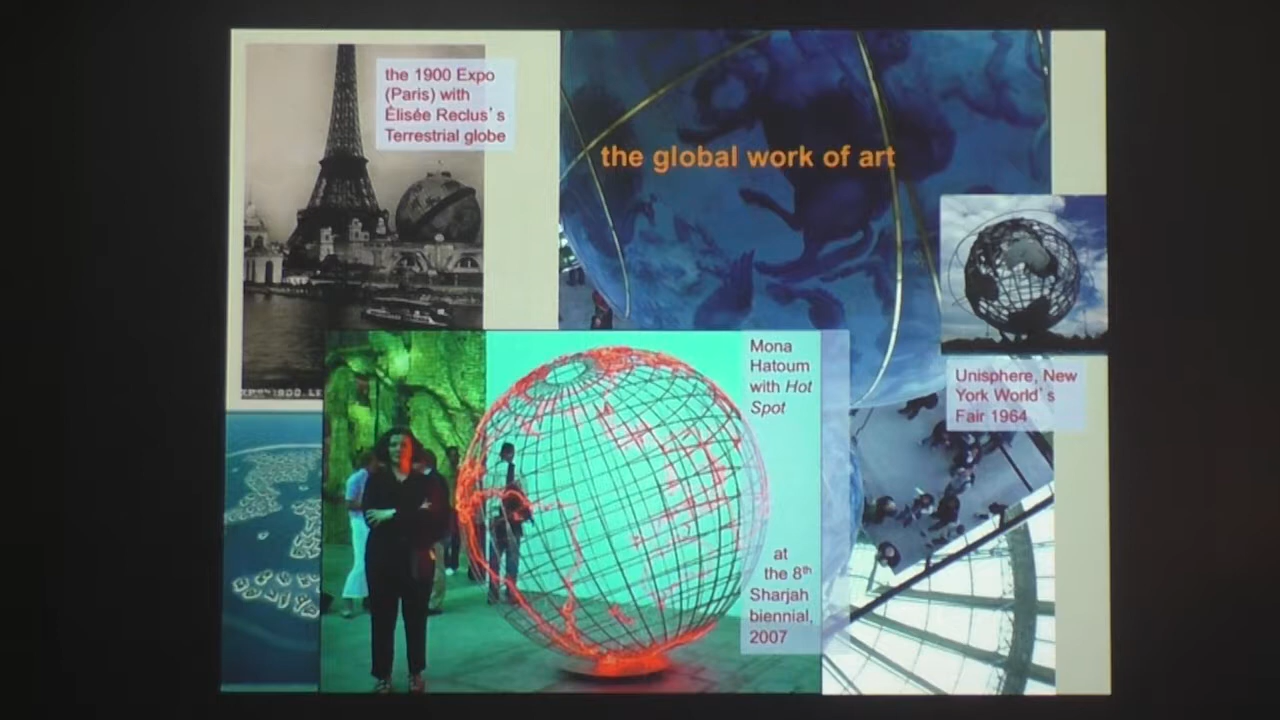 the 1900 Expo
(Paris) with
Èlisée Reclus's
Terrestrial globe
the global work of art
Unisphere, New
York World's
Fair 1964
Mona
Hatoum
with Hot
Spot
at
the 8th
Sharjah
biennial,
2007